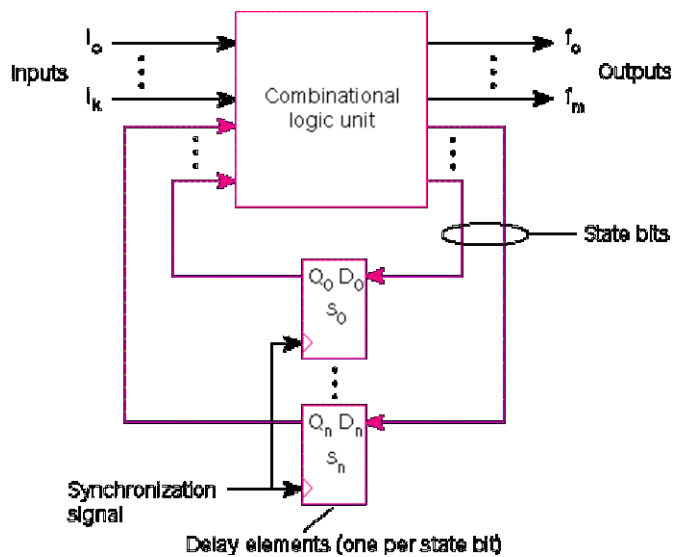 I₀ f₀
Inputs Outputs
Iₖ fₘ
Combinational
logic unit
State bits
Q₀ D₀
S₀
Qₙ Dₙ
Sₙ
Synchronization
signal
Delay elements (one per state bit)